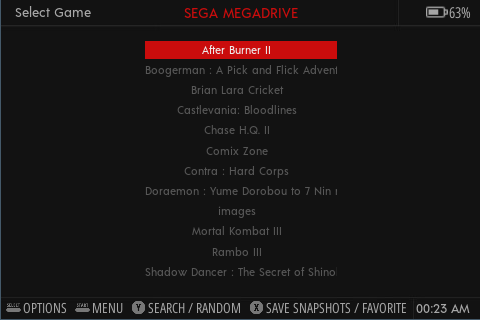 Select Game
SEGA MEGADRIVE
63%
After Burner II
Boogerman : A Pick and Flick Advent
Brian Lara Cricket
Castlevania: Bloodlines
Chase H.Q. II
Comix Zone
Contra : Hard Corps
Doraemon : Yume Dorobou to 7 Nin
images
Mortal Kombat III
Rambo III
Shadow Dancer : The Secret of Shino
SELECT OPTIONS START MENU Y SEARCH / RANDOM X SAVE SNAPSHOTS / FAVORITE 00:23 AM